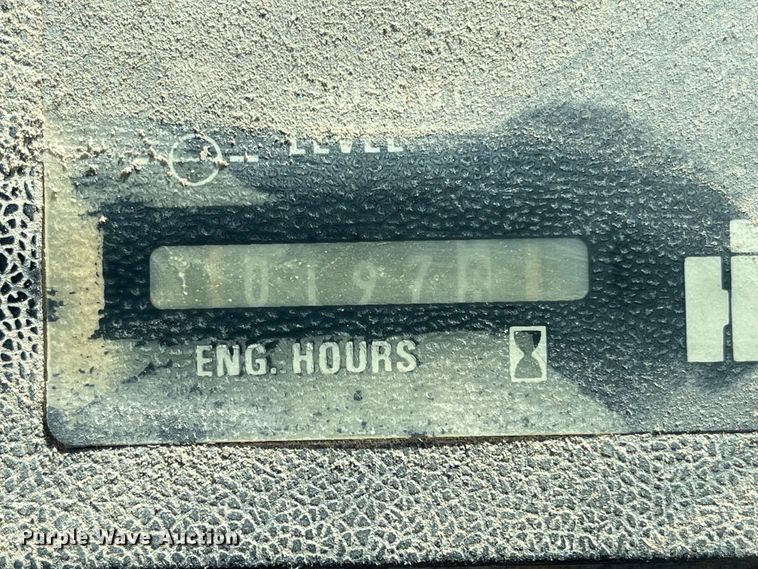 LEVEL
0197
ENG. HOURS
Purple Wave Auction